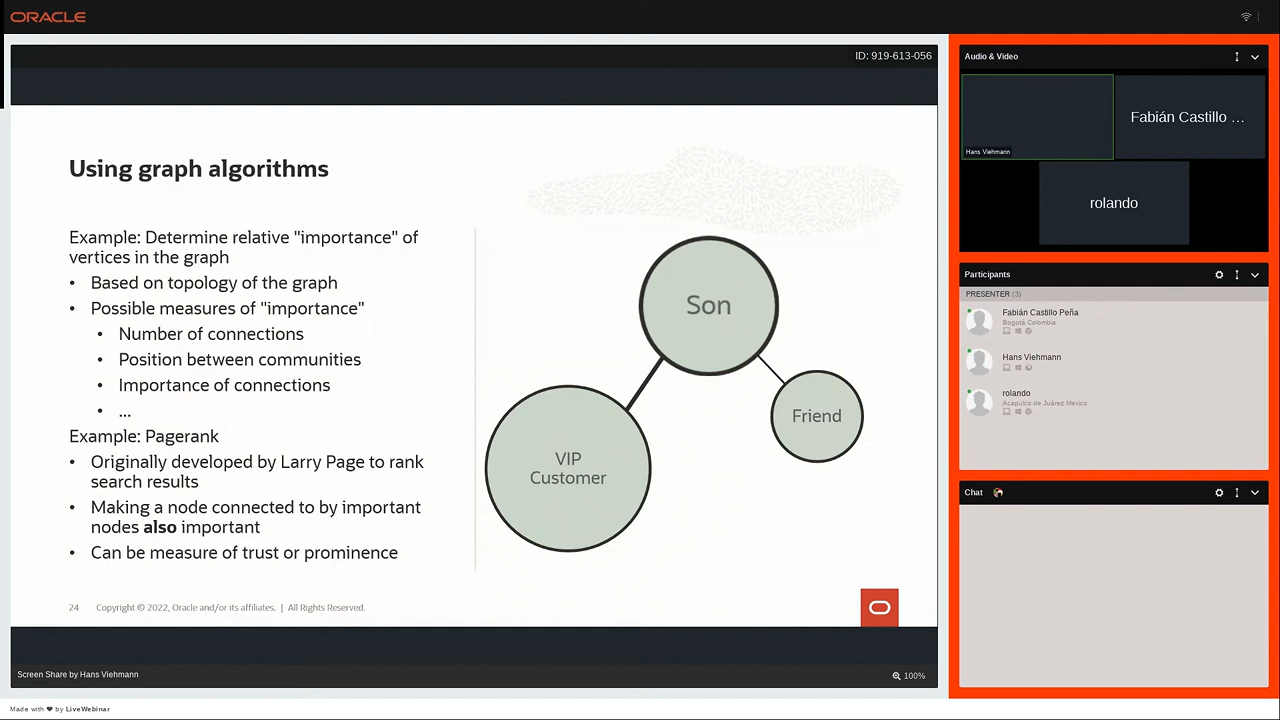 ORACLE
ID: 919-613-056
Using graph algorithms
Example: Determine relative "importance" of
vertices in the graph
• Based on topology of the graph
• Possible measures of "importance"
• Number of connections
• Position between communities
• Importance of connections
• ...
Example: Pagerank
• Originally developed by Larry Page to rank
search results
• Making a node connected to by important
nodes also important
• Can be measure of trust or prominence
Son
Friend
VIP
Customer
24 Copyright © 2022, Oracle and/or its affiliates. | All Rights Reserved.
Screen Share by Hans Viehmann
100%
Made with ❤ by LiveWebinar
Audio & Video
Hans Viehmann
Fabián Castillo ...
rolando
Participants
PRESENTER (3)
Fabián Castillo Peña
Bogotá Colombia
Hans Viehmann
rolando
Acapulco de Juárez Mexico
Chat